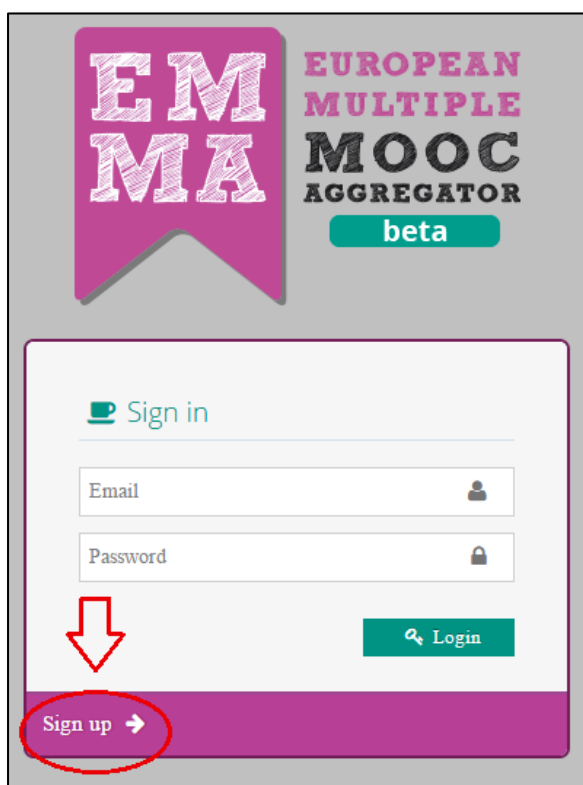 EM
MA
EUROPEAN
MULTIPLE
MOOC
AGGREGATOR
beta
Sign in
Email
Password
Login
Sign up